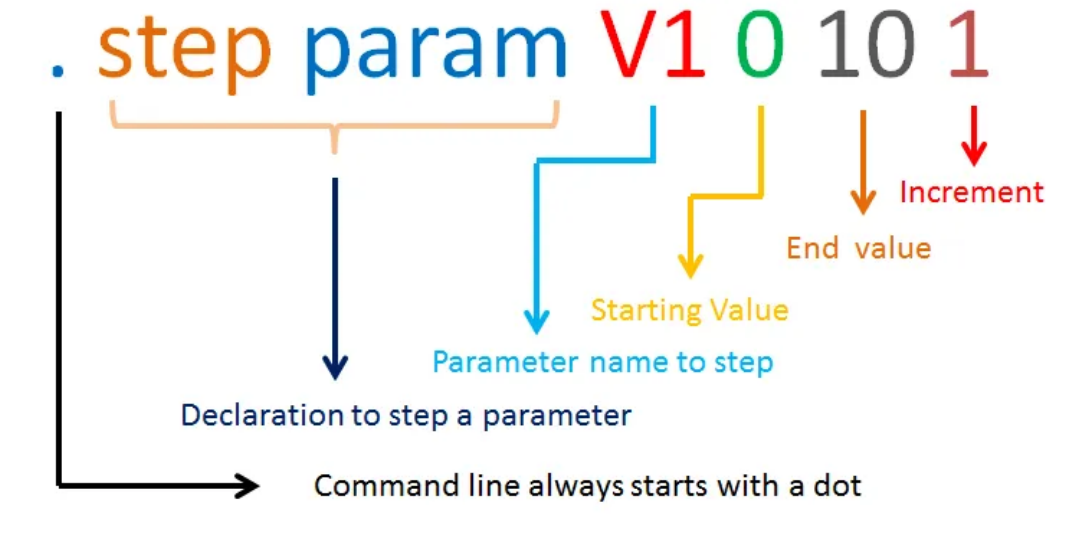 . step param V1 0 10 1
Increment
End value
Starting Value
Parameter name to step
Declaration to step a parameter
Command line always starts with a dot